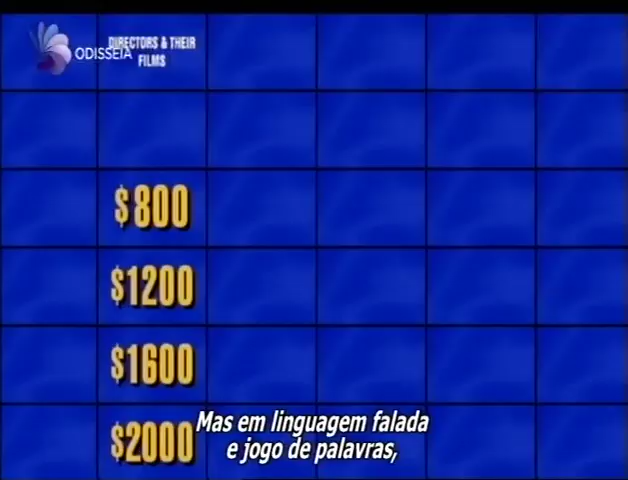 ODISSEIA
DIRECTORS & THEIR
FILMS
$800
$1200
$1600
$2000
Mas em linguagem falada
e jogo de palavras,